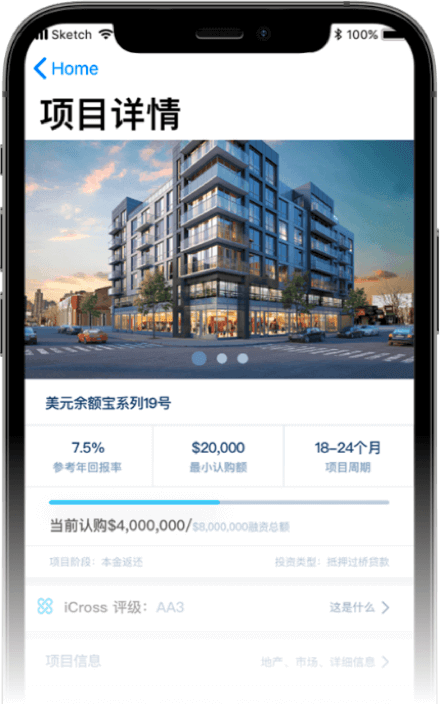 Sketch 100%
Home
项目详情
美元余额宝系列19号
7.5% $20,000 18–24个月
参考年回报率 最小认购额 项目周期
当前认购$4,000,000/$8,000,000融资总额
项目阶段：本金返还 投资类型：抵押过桥贷款
iCross 评级：AA3 这是什么
项目信息 地产、市场、详细信息